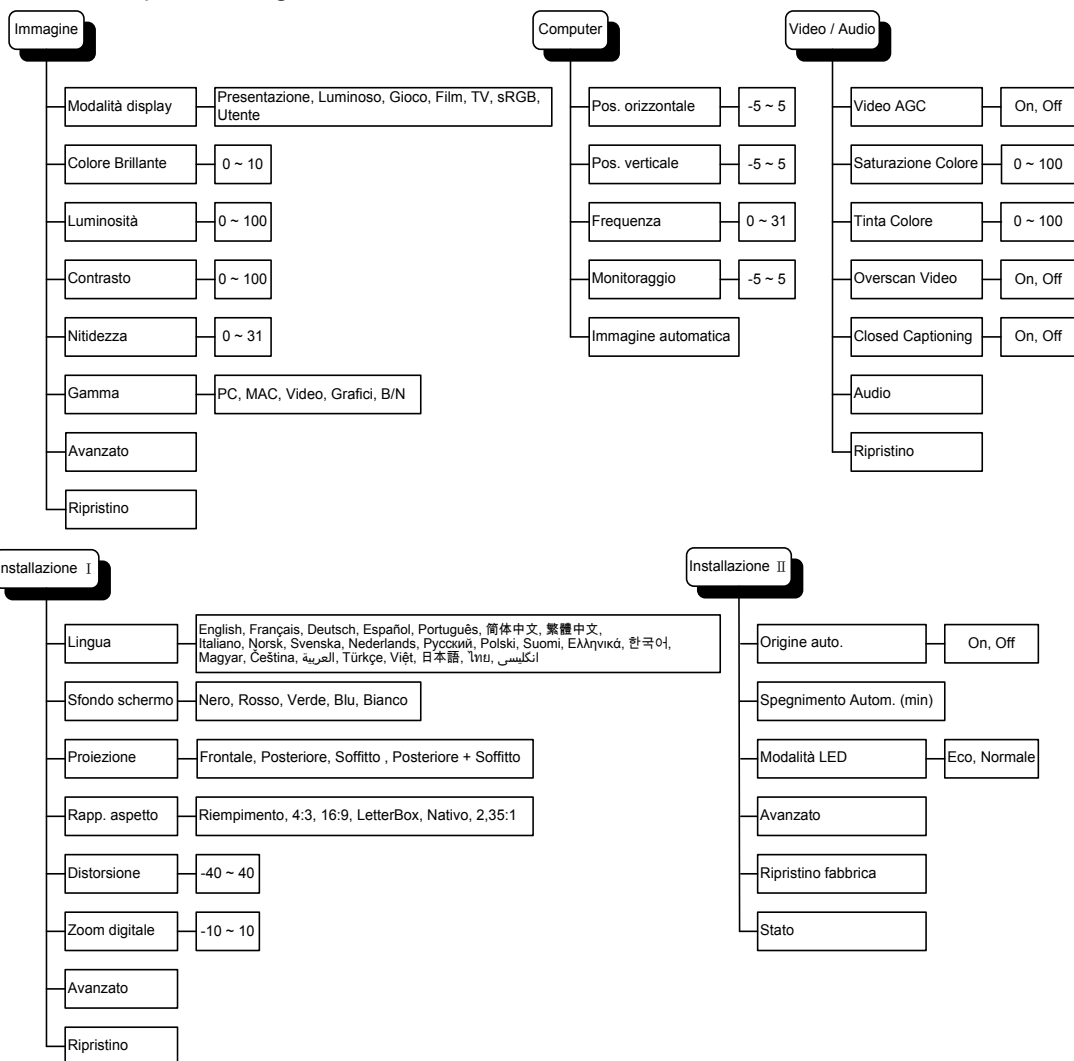 Immagine
Modalità display
Presentazione, Luminoso, Gioco, Film, TV, sRGB,
Utente
Colore Brillante
0 ~ 10
Luminosità
0 ~ 100
Contrasto
0 ~ 100
Nitidezza
0 ~ 31
Gamma
PC, MAC, Video, Grafici, B/N
Avanzato
Ripristino
Computer
Pos. orizzontale
-5 ~ 5
Pos. verticale
-5 ~ 5
Frequenza
0 ~ 31
Monitoraggio
-5 ~ 5
Immagine automatica
Video / Audio
Video AGC
On, Off
Saturazione Colore
0 ~ 100
Tinta Colore
0 ~ 100
Overscan Video
On, Off
Closed Captioning
On, Off
Audio
Ripristino
nstallazione Ⅰ
Lingua
English, Français, Deutsch, Español, Português, 简体中文, 繁體中文,
Italiano, Norsk, Svenska, Nederlands, Русский, Polski, Suomi, Ελληνικά, 한국어,
Magyar, Čeština, العربية, Türkçe, Việt, 日本語, ไทย, انكليسى
Sfondo schermo
Nero, Rosso, Verde, Blu, Bianco
Proiezione
Frontale, Posteriore, Soffitto , Posteriore + Soffitto
Rapp. aspetto
Riempimento, 4:3, 16:9, LetterBox, Nativo, 2,35:1
Distorsione
-40 ~ 40
Zoom digitale
-10 ~ 10
Avanzato
Ripristino
Installazione Ⅱ
Origine auto.
On, Off
Spegnimento Autom. (min)
Modalità LED
Eco, Normale
Avanzato
Ripristino fabbrica
Stato